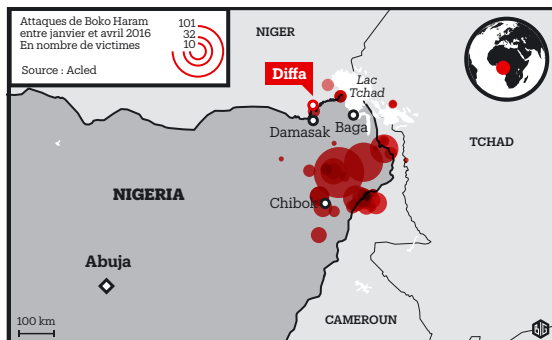 Attaques de Boko Haram
entre janvier et avril 2016
En nombre de victimes
101
32
10
Source : Acled
NIGER
Diffa
Lac
Tchad
Damasak
Baga
TCHAD
NIGERIA
Chibok
Abuja
CAMEROUN
100 km